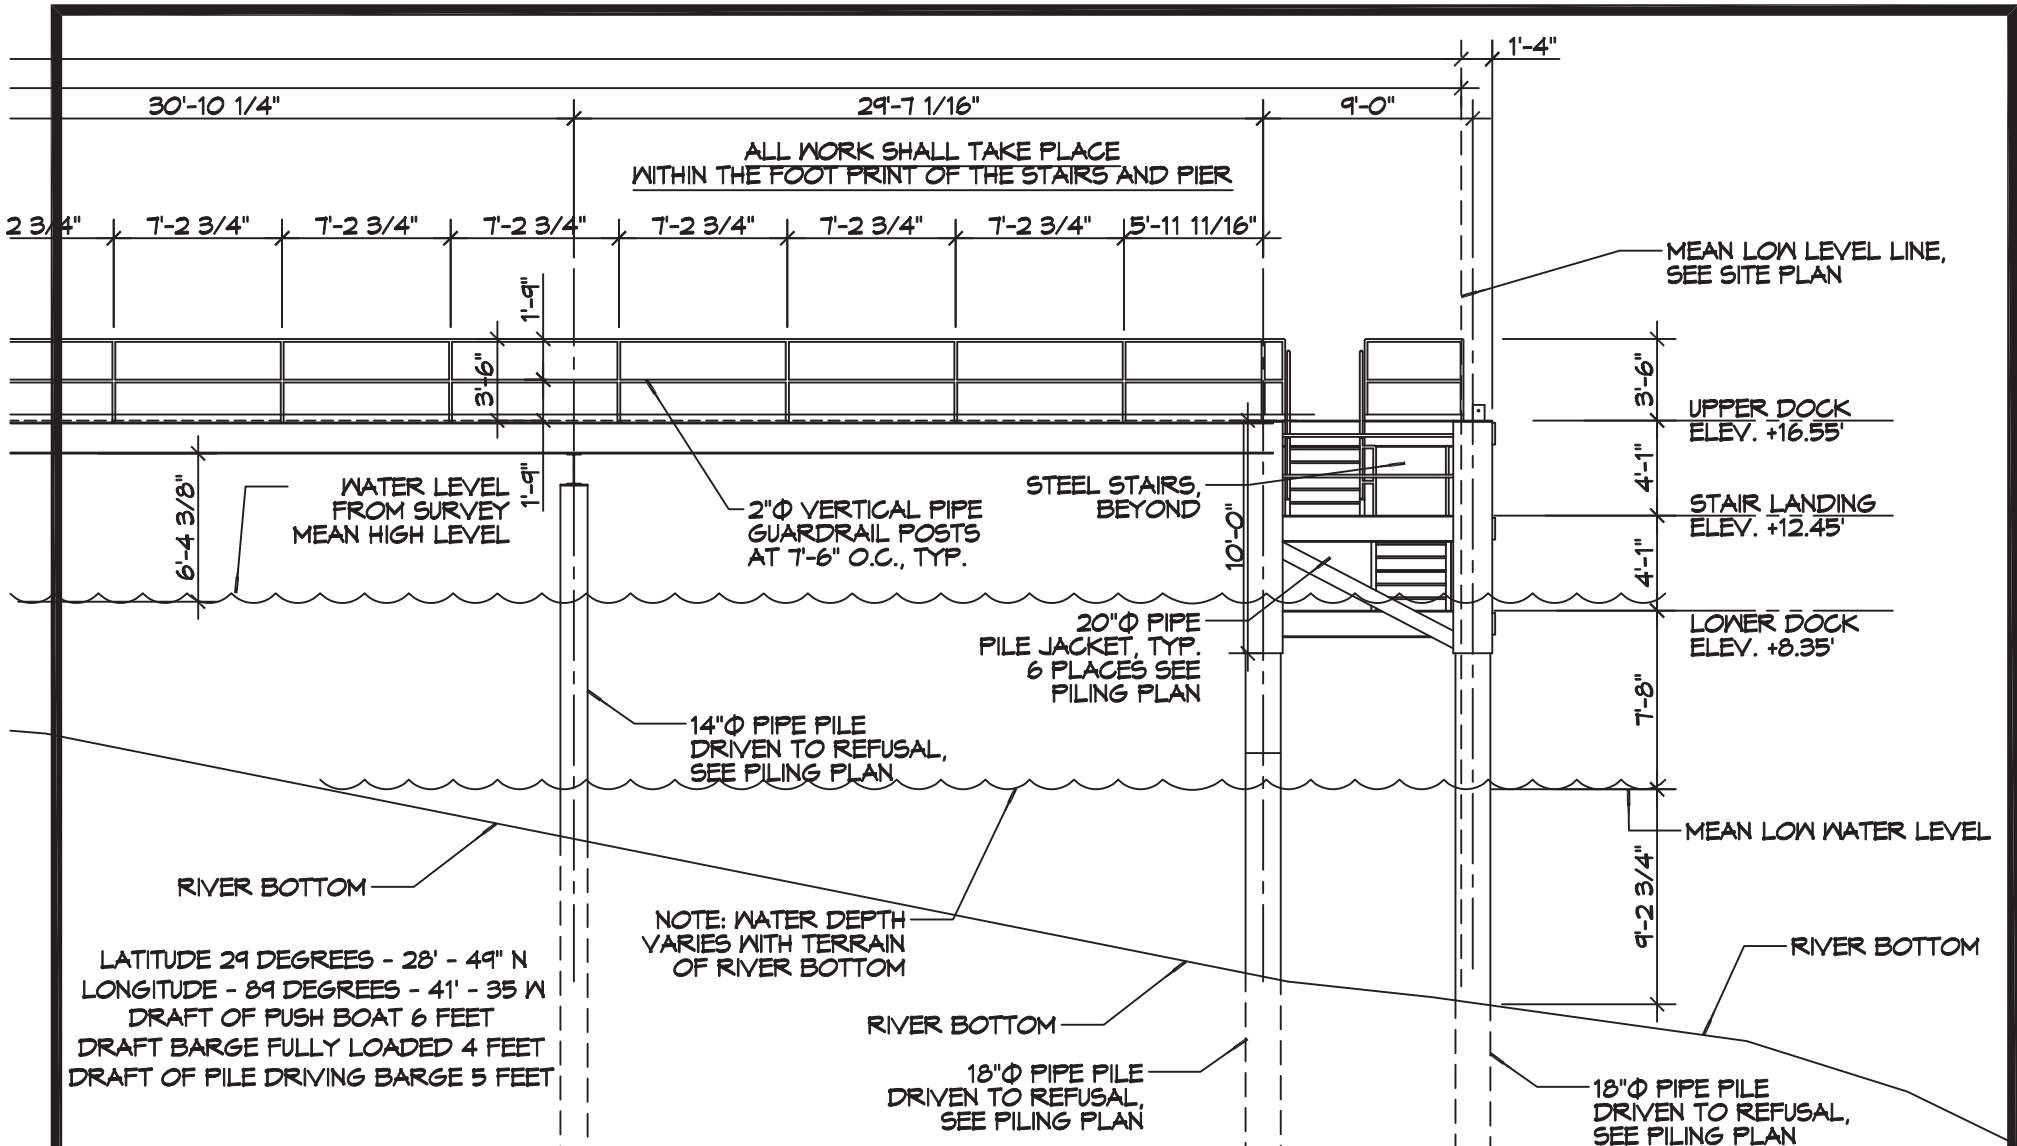 1'-4"
30'-10 1/4"
29'-7 1/16"
9'-0"
ALL WORK SHALL TAKE PLACE
WITHIN THE FOOT PRINT OF THE STAIRS AND PIER
2 3/4"
7'-2 3/4"
7'-2 3/4"
7'-2 3/4"
7'-2 3/4"
7'-2 3/4"
7'-2 3/4"
5'-11 11/16"
MEAN LOW LEVEL LINE,
SEE SITE PLAN
1'-9"
3'-6"
1'-9"
3'-6"
UPPER DOCK
ELEV. +16.55'
4'-1"
STAIR LANDING
ELEV. +12.45'
4'-1"
LOWER DOCK
ELEV. +8.35'
7'-8"
6'-4 3/8"
WATER LEVEL
FROM SURVEY
MEAN HIGH LEVEL
2"Φ VERTICAL PIPE
GUARDRAIL POSTS
AT 7'-6" O.C., TYP.
STEEL STAIRS,
BEYOND
10'-0"
20"Φ PIPE
PILE JACKET, TYP.
6 PLACES SEE
PILING PLAN
14"Φ PIPE PILE
DRIVEN TO REFUSAL,
SEE PILING PLAN
MEAN LOW WATER LEVEL
9'-2 3/4"
RIVER BOTTOM
NOTE: WATER DEPTH
VARIES WITH TERRAIN
OF RIVER BOTTOM
RIVER BOTTOM
LATITUDE 29 DEGREES - 28' - 49" N
LONGITUDE - 89 DEGREES - 41' - 35 W
DRAFT OF PUSH BOAT 6 FEET
DRAFT BARGE FULLY LOADED 4 FEET
DRAFT OF PILE DRIVING BARGE 5 FEET
RIVER BOTTOM
18"Φ PIPE PILE
DRIVEN TO REFUSAL,
SEE PILING PLAN
18"Φ PIPE PILE
DRIVEN TO REFUSAL,
SEE PILING PLAN